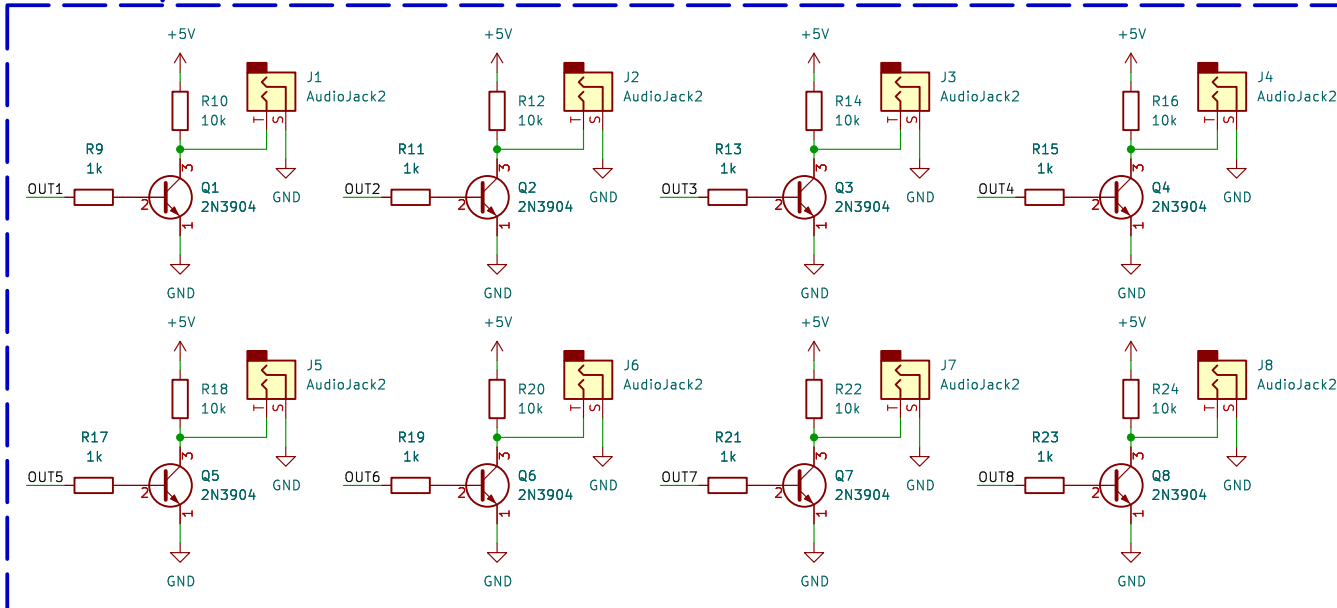 +5V +5V +5V +5V
J1 J2 J3 J4
AudioJack2 AudioJack2 AudioJack2 AudioJack2
R10 R12 R14 R16
10k 10k 10k 10k
T S T S T S T S
R9 R11 R13 R15
1k 1k 1k 1k
3 3 3 3
OUT1 Q1 OUT2 Q2 OUT3 Q3 OUT4 Q4
2 2N3904 2 2N3904 2 2N3904 2 2N3904
GND GND GND GND
1 1 1 1
GND GND GND GND
+5V +5V +5V +5V
J5 J6 J7 J8
AudioJack2 AudioJack2 AudioJack2 AudioJack2
R18 R20 R22 R24
10k 10k 10k 10k
T S T S T S T S
R17 R19 R21 R23
1k 1k 1k 1k
3 3 3 3
OUT5 Q5 OUT6 Q6 OUT7 Q7 OUT8 Q8
2 2N3904 2 2N3904 2 2N3904 2 2N3904
GND GND GND GND
1 1 1 1
GND GND GND GND